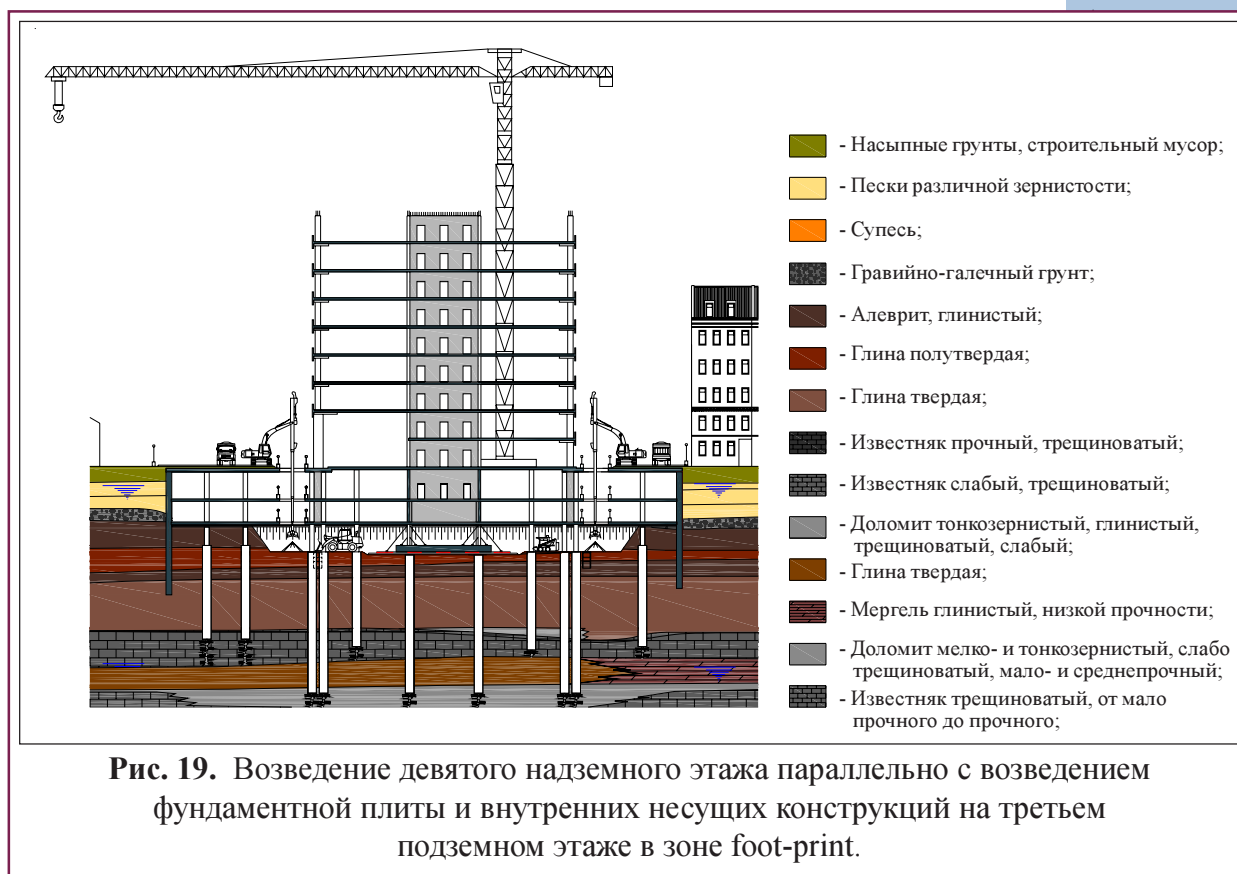 - Насыпные грунты, строительный мусор;
- Пески различной зернистости;
- Супесь;
- Гравийно-галечный грунт;
- Алеврит, глинистый;
- Глина полутвердая;
- Глина твердая;
- Известняк прочный, трещиноватый;
- Известняк слабый, трещиноватый;
- Доломит тонкозернистый, глинистый,
трещиноватый, слабый;
- Глина твердая;
- Мергель глинистый, низкой прочности;
- Доломит мелко- и тонкозернистый, слабо
трещиноватый, мало- и среднепрочный;
- Известняк трещиноватый, от мало
прочного до прочного;
Рис. 19. Возведение девятого надземного этажа параллельно с возведением
фундаментной плиты и внутренних несущих конструкций на третьем
подземном этаже в зоне foot-print.